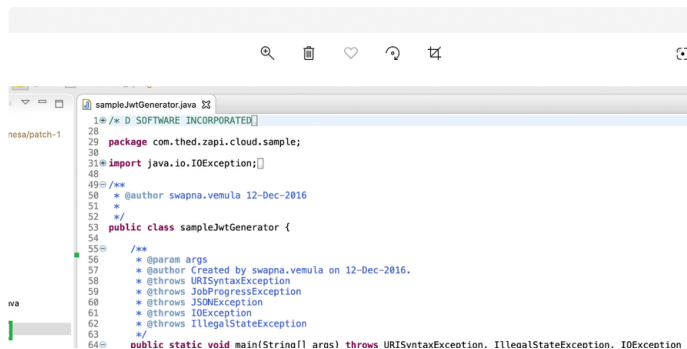 sampleJwtGenerator.java
nesa/patch-1
1 /* D SOFTWARE INCORPORATED
28
29 package com.thed.zapi.cloud.sample;
30
31 import java.io.IOException;
48
49 /**
50 * @author swapna.vemula 12-Dec-2016
51 *
52 */
53 public class sampleJwtGenerator {
54
55 /**
56 * @param args
57 * @author Created by swapna.vemula on 12-Dec-2016.
58 * @throws URISyntaxException
59 * @throws JobProgressException
60 * @throws JSONException
ava
61 * @throws IOException
62 * @throws IllegalStateException
63 */
64 public static void main(String[] args) throws URISyntaxException, IllegalStateException, IOException